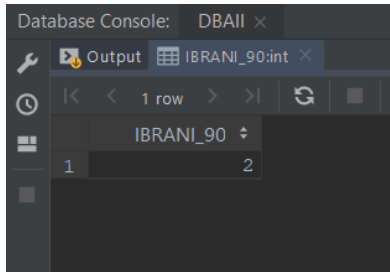 Database Console: DBAII ×
Output IBRANI_90:int ×
1 row
IBRANI_90
1 2